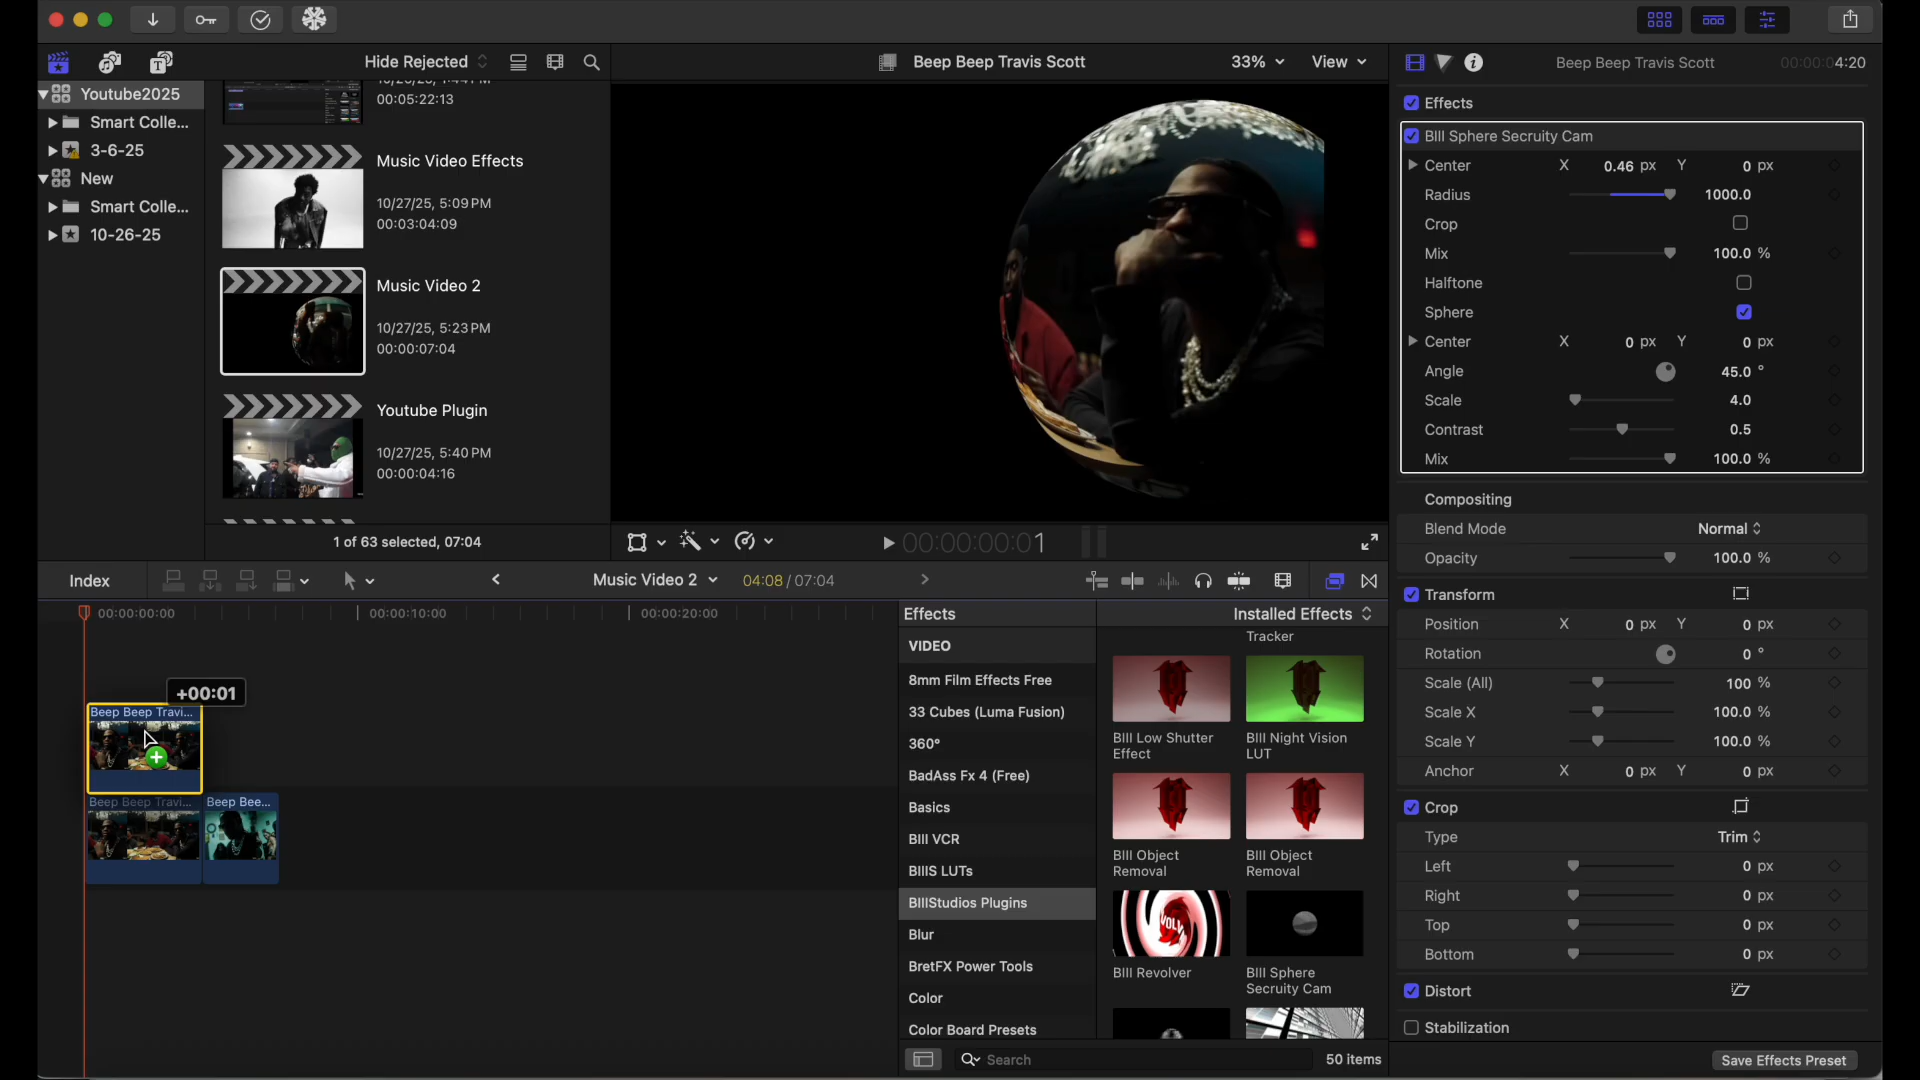 Hide Rejected
Beep Beep Travis Scott
33%
View
Beep Beep Travis Scott
00:00:04:20
Youtube2025
Smart Colle...
3-6-25
New
Smart Colle...
10-26-25
00:05:22:13
Music Video Effects
10/27/25, 5:09 PM
00:03:04:09
Music Video 2
10/27/25, 5:23 PM
00:00:07:04
Youtube Plugin
10/27/25, 5:40 PM
00:00:04:16
1 of 63 selected, 07:04
00:00:00:01
Effects
BIII Sphere Secruity Cam
Center X 0.46 px Y 0 px
Radius 1000.0
Crop
Mix 100.0 %
Halftone
Sphere
Center X 0 px Y 0 px
Angle 45.0 °
Scale 4.0
Contrast 0.5
Mix 100.0 %
Compositing
Blend Mode Normal
Opacity 100.0 %
Transform
Position X 0 px Y 0 px
Rotation 0 °
Scale (All) 100 %
Scale X 100.0 %
Scale Y 100.0 %
Anchor X 0 px Y 0 px
Crop
Type Trim
Left 0 px
Right 0 px
Top 0 px
Bottom 0 px
Distort
Stabilization
Save Effects Preset
Index
Music Video 2
04:08 / 07:04
00:00:00:00
00:00:10:00
00:00:20:00
+00:01
Beep Beep Travi...
Beep Beep Travi...
Beep Bee...
Effects
Installed Effects
VIDEO
8mm Film Effects Free
33 Cubes (Luma Fusion)
360°
BadAss Fx 4 (Free)
Basics
BIII VCR
BIIIS LUTs
BIIIStudios Plugins
Blur
BretFX Power Tools
Color
Color Board Presets
Tracker
BIII Low Shutter
Effect
BIII Night Vision
LUT
BIII Object
Removal
BIII Object
Removal
BIII Revolver
BIII Sphere
Secruity Cam
Search
50 items